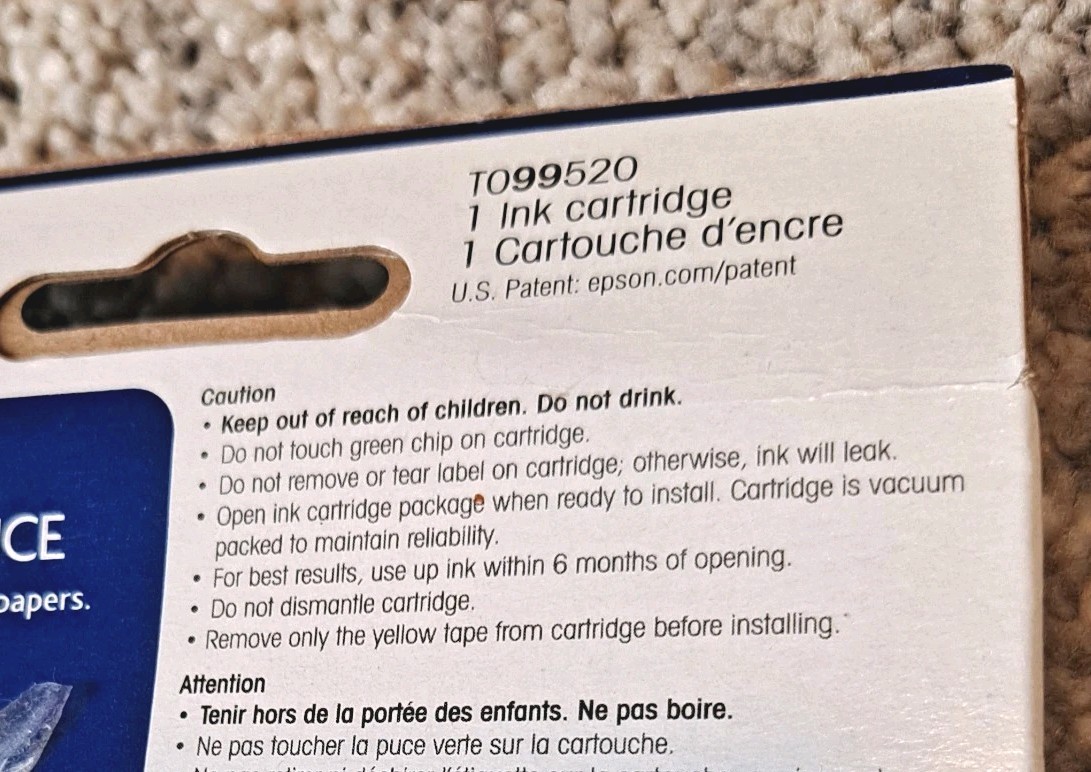 T099520
1 Ink cartridge
1 Cartouche d'encre
U.S. Patent: epson.com/patent
Caution
• Keep out of reach of children. Do not drink.
• Do not touch green chip on cartridge.
• Do not remove or tear label on cartridge; otherwise, ink will leak.
• Open ink cartridge package when ready to install. Cartridge is vacuum
packed to maintain reliability.
• For best results, use up ink within 6 months of opening.
• Do not dismantle cartridge.
• Remove only the yellow tape from cartridge before installing.
CE
papers.
Attention
• Tenir hors de la portée des enfants. Ne pas boire.
• Ne pas toucher la puce verte sur la cartouche.